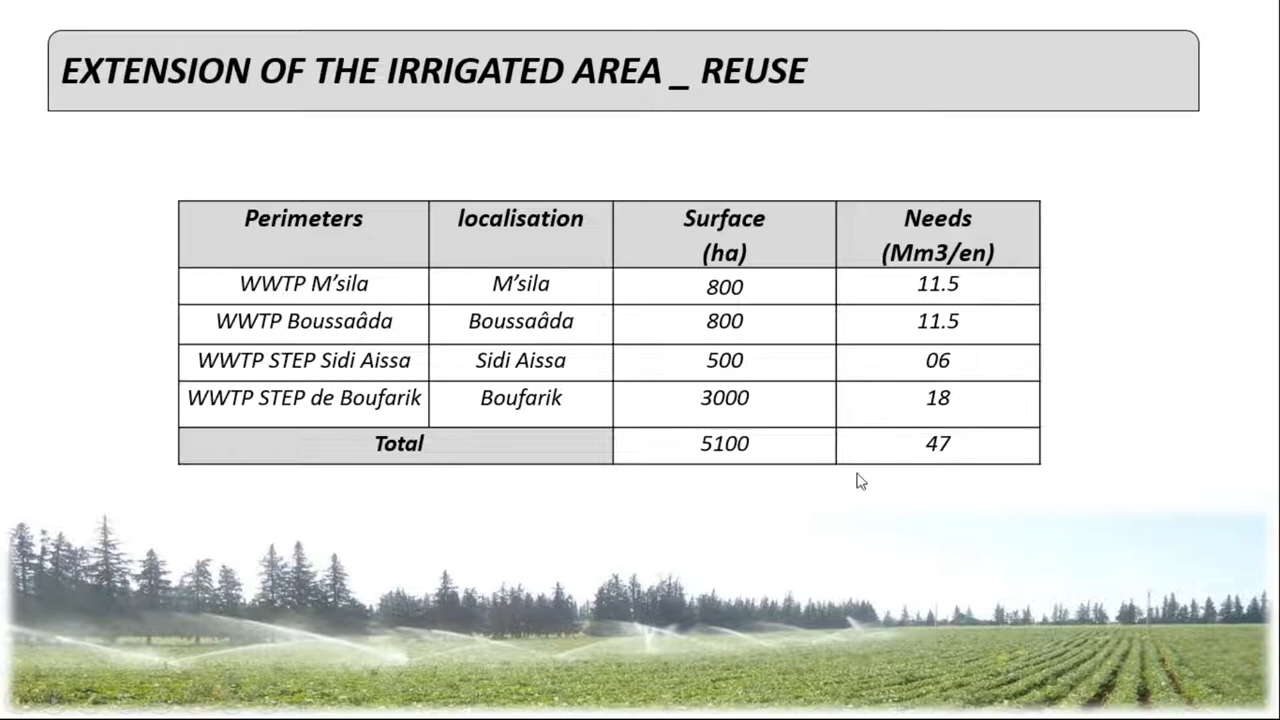 EXTENSION OF THE IRRIGATED AREA _ REUSE
Perimeters localisation Surface (ha) Needs (Mm3/en)
WWTP M’sila M’sila 800 11.5
WWTP Boussaâda Boussaâda 800 11.5
WWTP STEP Sidi Aissa Sidi Aissa 500 06
WWTP STEP de Boufarik Boufarik 3000 18
Total 5100 47